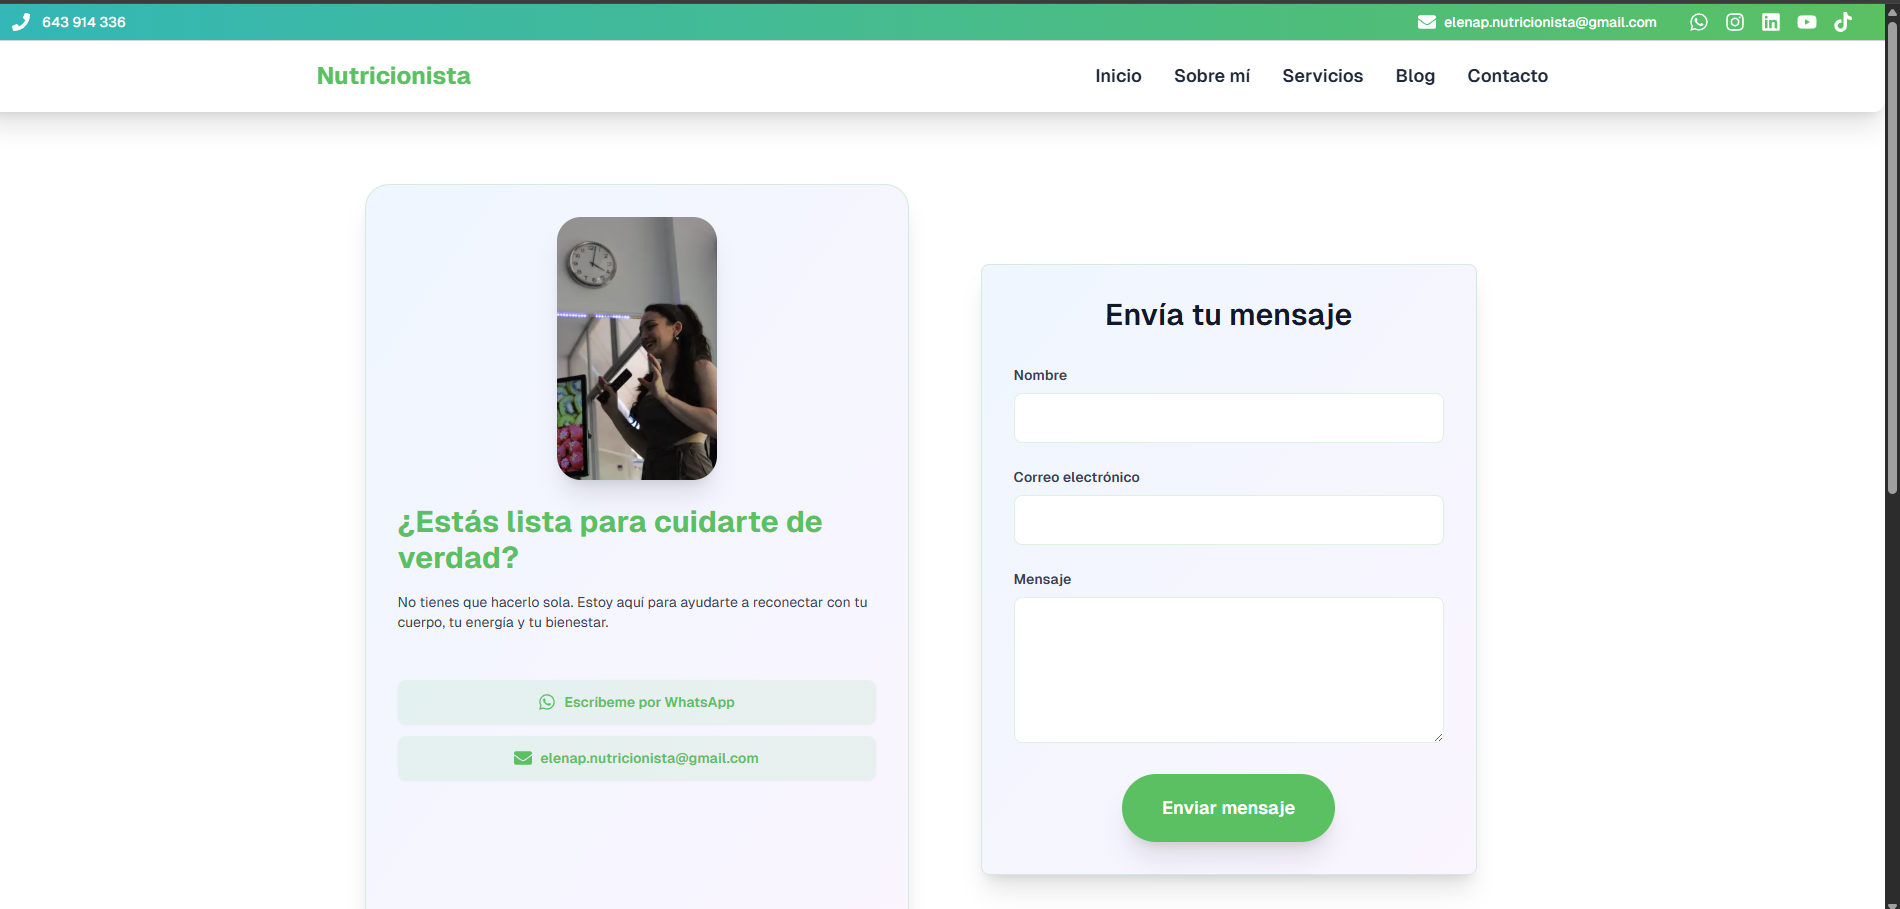 643 914 336
elenap.nutricionista@gmail.com
Nutricionista
Inicio
Sobre mí
Servicios
Blog
Contacto
¿Estás lista para cuidarte de
verdad?
No tienes que hacerlo sola. Estoy aquí para ayudarte a reconectar con tu
cuerpo, tu energía y tu bienestar.
Escríbeme por WhatsApp
elenap.nutricionista@gmail.com
Envía tu mensaje
Nombre
Correo electrónico
Mensaje
Enviar mensaje